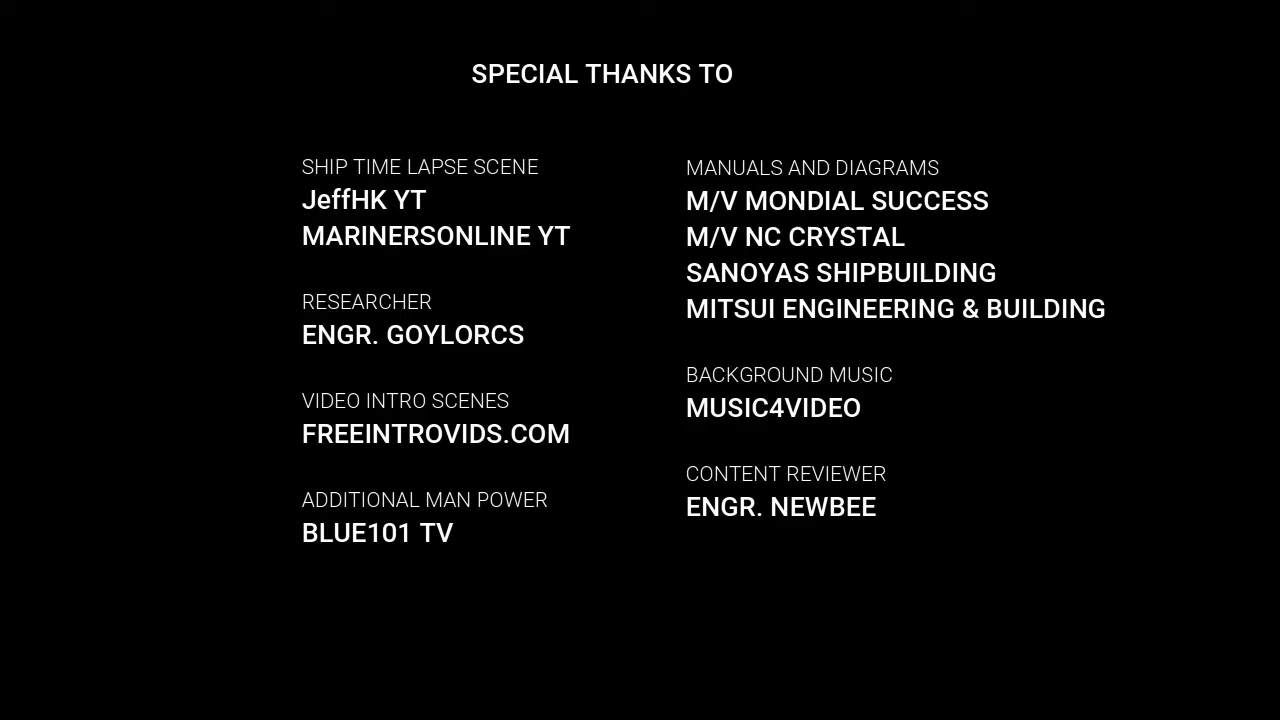 SPECIAL THANKS TO
SHIP TIME LAPSE SCENE
JeffHK YT
MARINERSONLINE YT
RESEARCHER
ENGR. GOYLORCS
VIDEO INTRO SCENES
FREEINTROVIDS.COM
ADDITIONAL MAN POWER
BLUE101 TV
MANUALS AND DIAGRAMS
M/V MONDIAL SUCCESS
M/V NC CRYSTAL
SANOYAS SHIPBUILDING
MITSUI ENGINEERING & BUILDING
BACKGROUND MUSIC
MUSIC4VIDEO
CONTENT REVIEWER
ENGR. NEWBEE